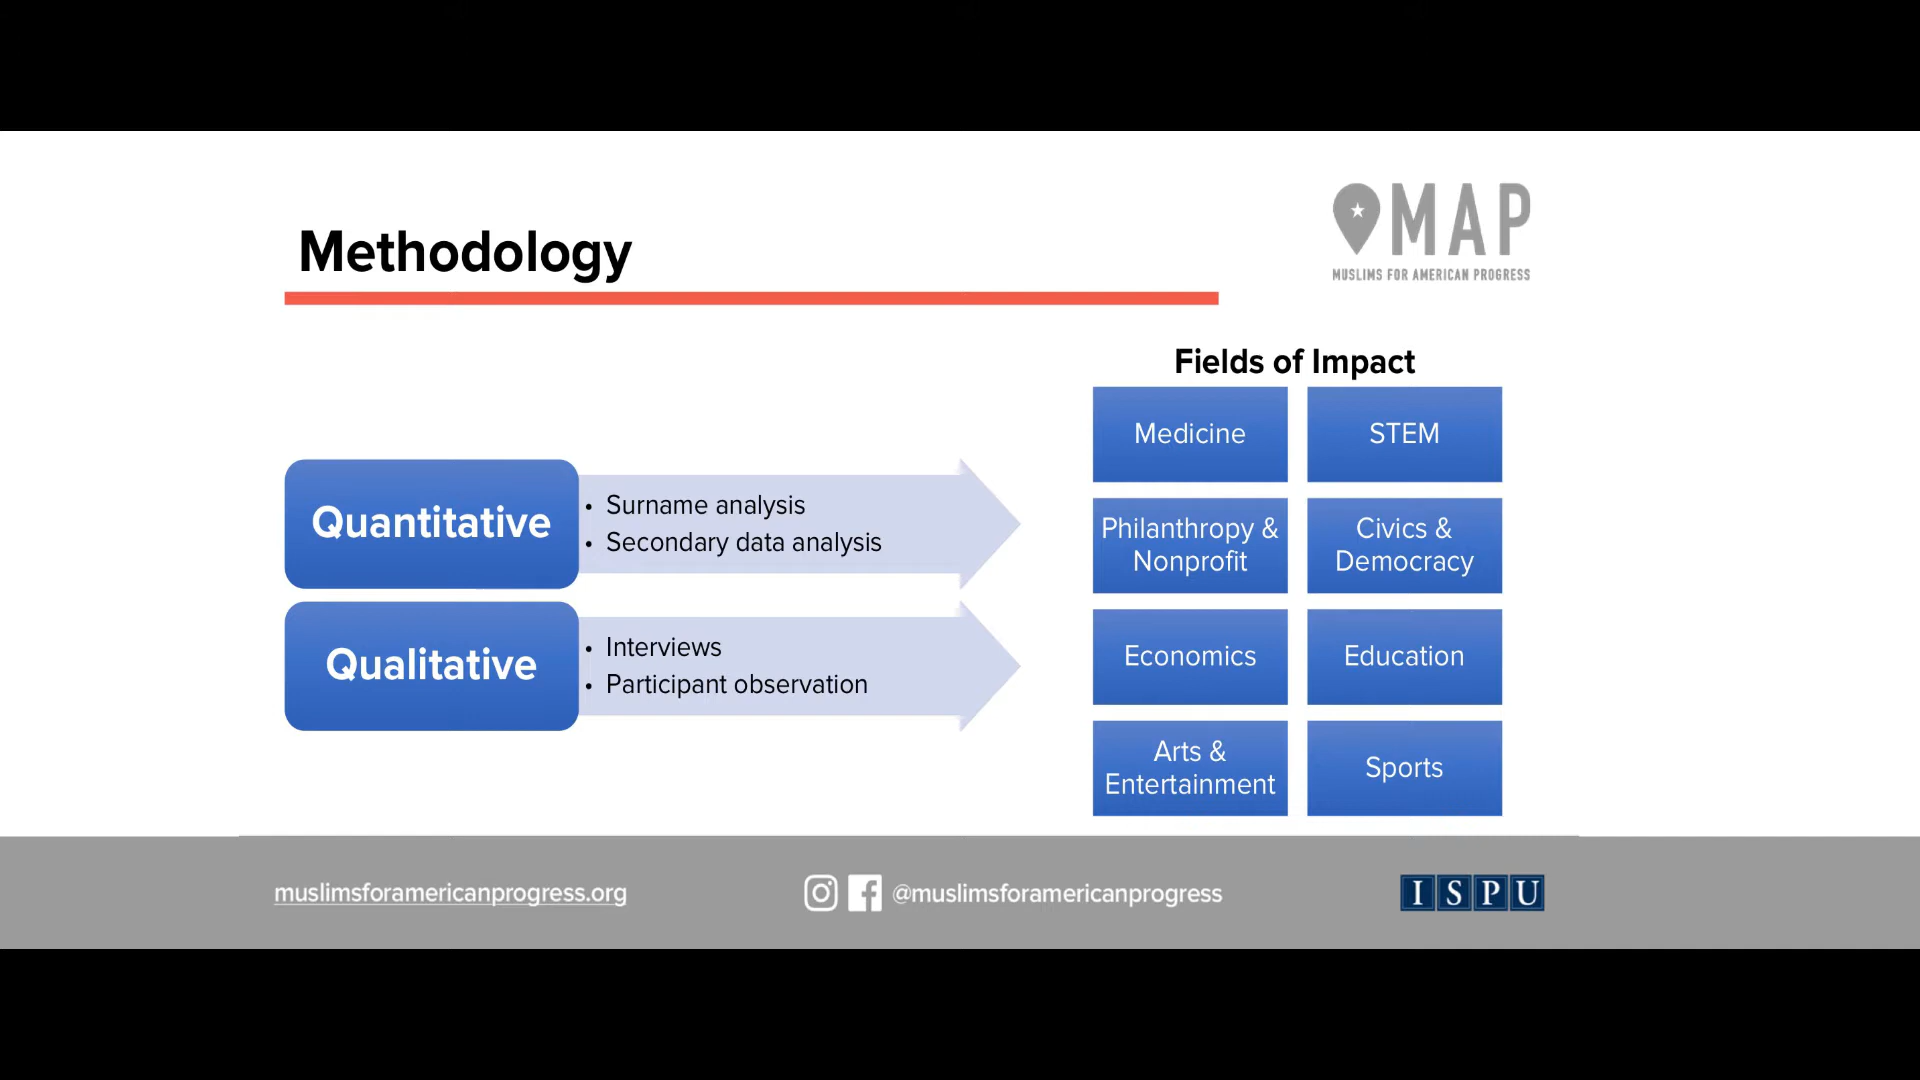 MAP
MUSLIMS FOR AMERICAN PROGRESS
Methodology
Quantitative
• Surname analysis
• Secondary data analysis
Qualitative
• Interviews
• Participant observation
Fields of Impact
Medicine
STEM
Philanthropy &
Nonprofit
Civics &
Democracy
Economics
Education
Arts &
Entertainment
Sports
muslimsforamericanprogress.org
@muslimsforamericanprogress
ISPU